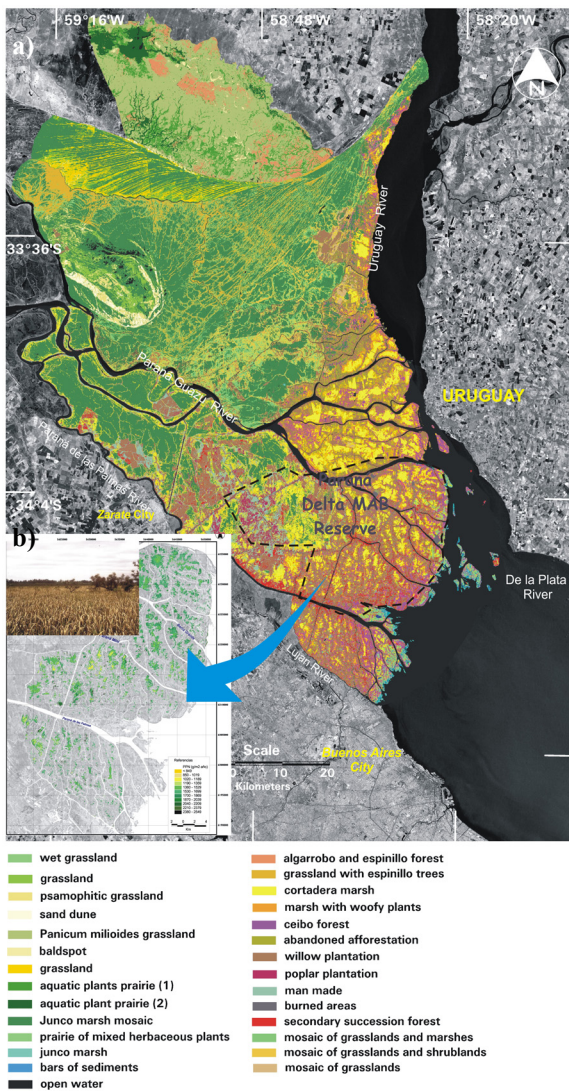 59°16'W
58°48'W
58°20'W
a)
N
33°36'S
Uruguay River
Paraná Guazú River
URUGUAY
Paraná de las Palmas River
34°4'S
Zarate City
Paraná
Delta MAB
Reserve
b)
De la Plata
River
Lujan River
Scale
0 10 20
Kilometers
Buenos Aires
City
References
wet grassland
grassland
psamophitic grassland
sand dune
Panicum milioides grassland
baldspot
grassland
aquatic plants prairie (1)
aquatic plant prairie (2)
Junco marsh mosaic
prairie of mixed herbaceous plants
junco marsh
bars of sediments
open water
algarrobo and espinillo forest
grassland with espinillo trees
cortadera marsh
marsh with woofy plants
ceibo forest
abandoned afforestation
willow plantation
poplar plantation
man made
burned areas
secondary succession forest
mosaic of grasslands and marshes
mosaic of grasslands and shrublands
mosaic of grasslands